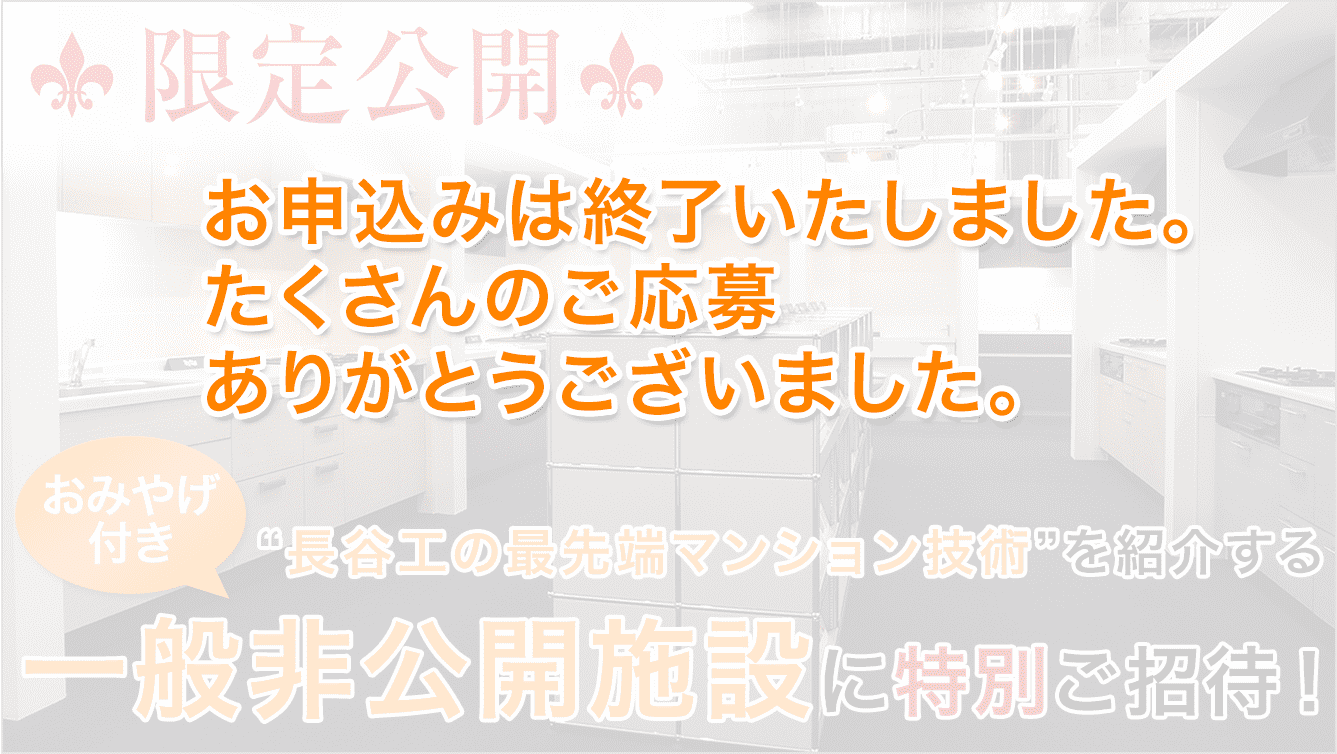 限定公開
お申込みは終了いたしました。
たくさんのご応募
ありがとうございました。
おみやげ
付き
“長谷工の最先端マンション技術”を紹介する
一般非公開施設に特別ご招待！